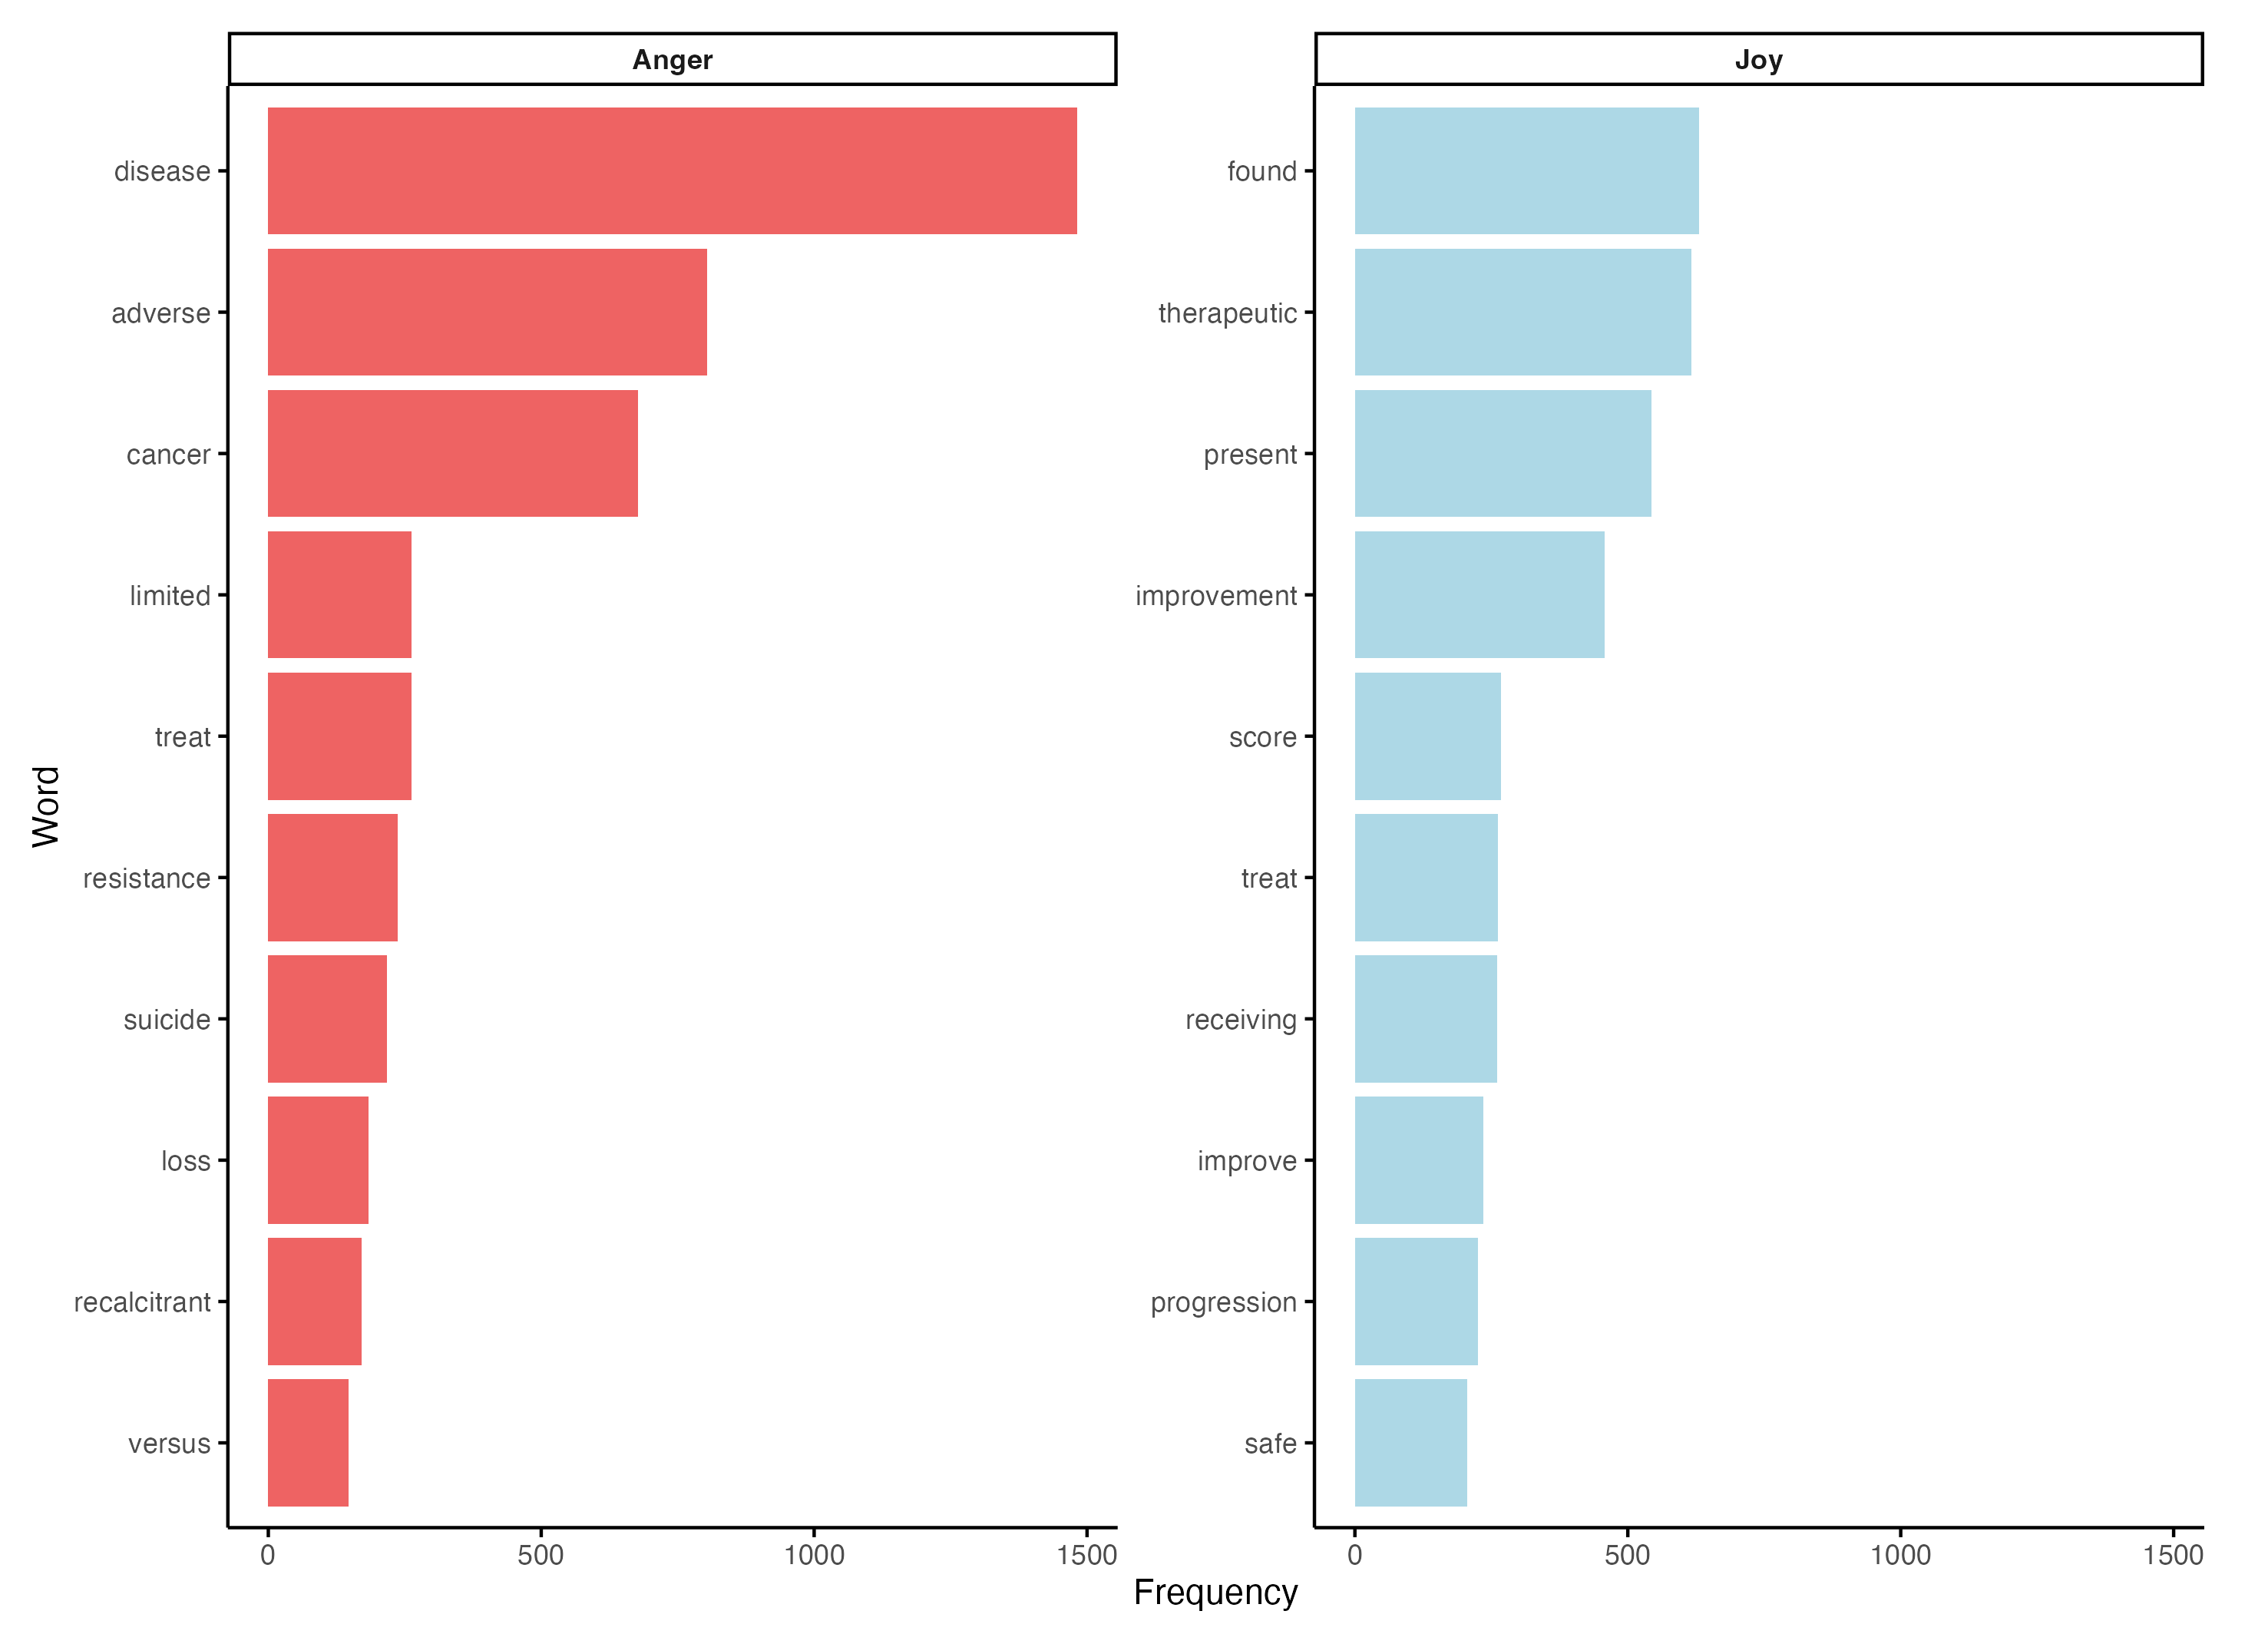 Anger
Joy
disease
adverse
cancer
limited
treat
resistance
suicide
loss
recalcitrant
versus
found
therapeutic
present
improvement
score
treat
receiving
improve
progression
safe
Word
0 500 1000 1500
0 500 1000 1500
Frequency